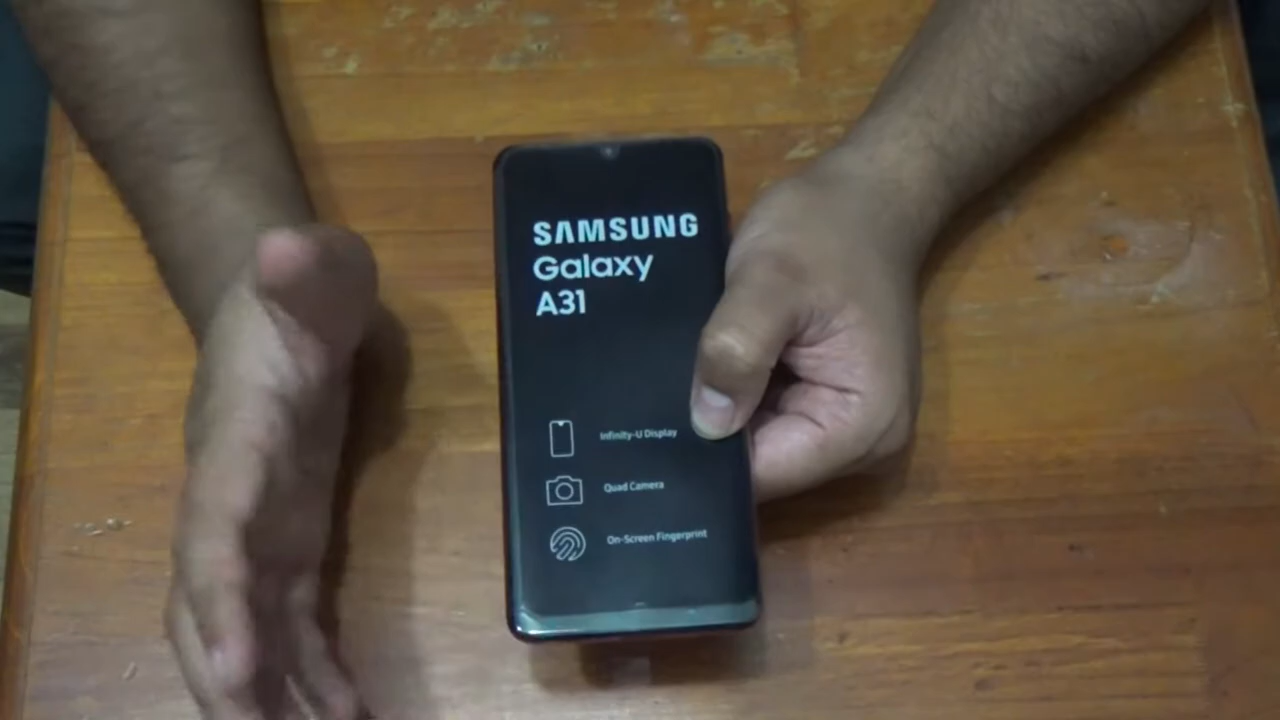 SAMSUNG
Galaxy
A31
Infinity-U Display
Quad Camera
On-Screen Fingerprint